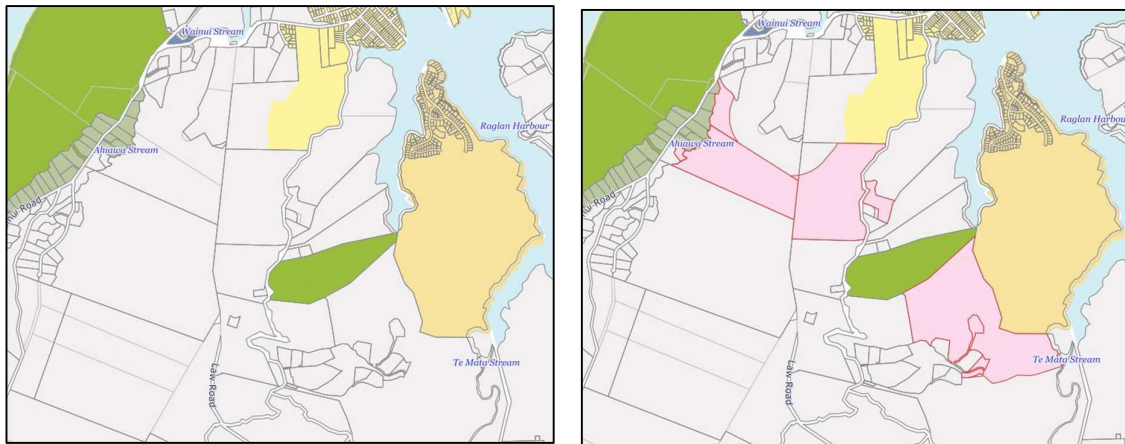 Wainui Stream
Raglan Harbour
Ahiawa Stream
Te Mata Stream
Law Road
Wainui Stream
Raglan Harbour
Ahiawa Stream
Road
Te Mata Stream
Law Road